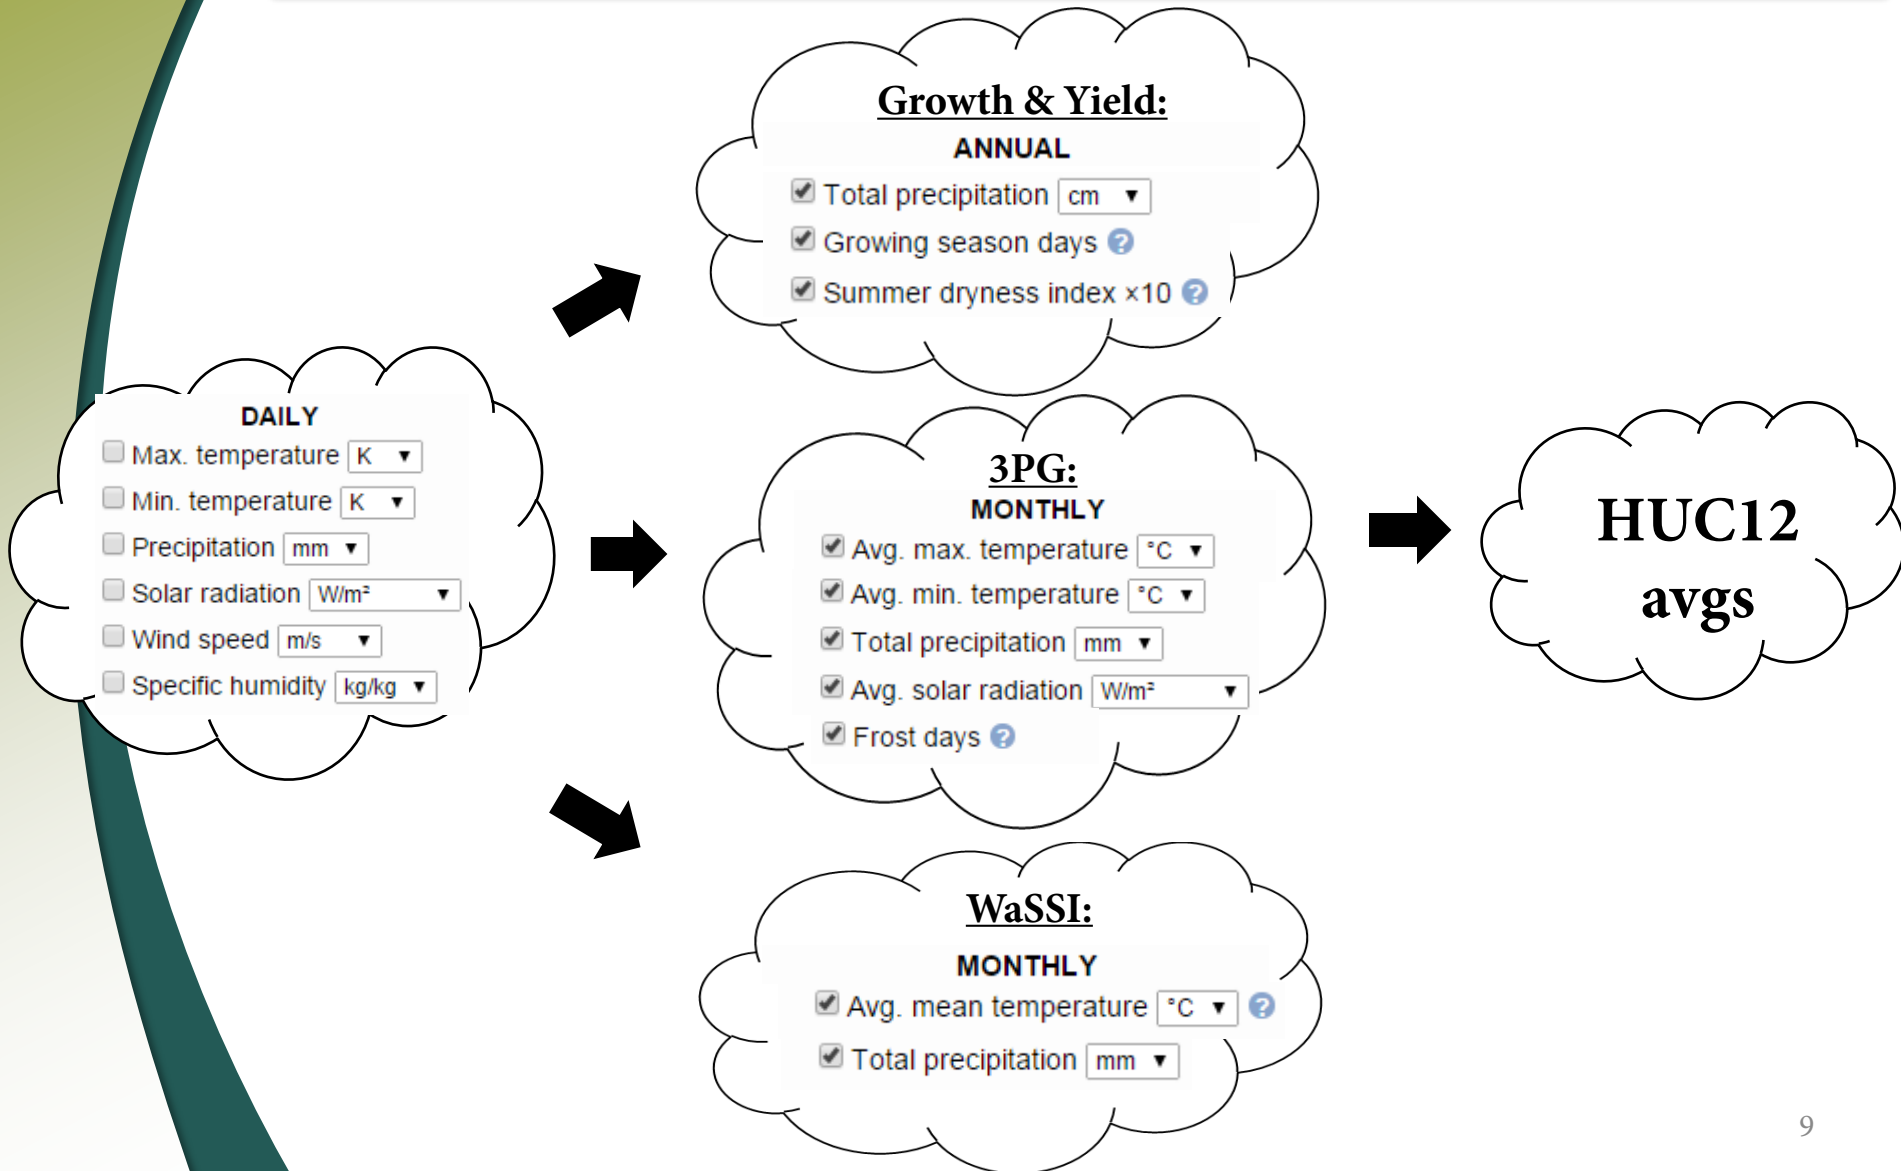 Growth & Yield:
ANNUAL
Total precipitation cm
Growing season days ?
Summer dryness index ×10 ?
DAILY
Max. temperature K
Min. temperature K
Precipitation mm
Solar radiation W/m²
Wind speed m/s
Specific humidity kg/kg
3PG:
MONTHLY
Avg. max. temperature °C
Avg. min. temperature °C
Total precipitation mm
Avg. solar radiation W/m²
Frost days ?
WaSSI:
MONTHLY
Avg. mean temperature °C ?
Total precipitation mm
HUC12
avgs
9